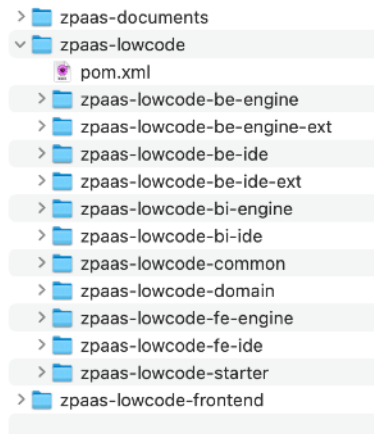 zpaas-documents
zpaas-lowcode
pom.xml
zpaas-lowcode-be-engine
zpaas-lowcode-be-engine-ext
zpaas-lowcode-be-ide
zpaas-lowcode-be-ide-ext
zpaas-lowcode-bi-engine
zpaas-lowcode-bi-ide
zpaas-lowcode-common
zpaas-lowcode-domain
zpaas-lowcode-fe-engine
zpaas-lowcode-fe-ide
zpaas-lowcode-starter
zpaas-lowcode-frontend